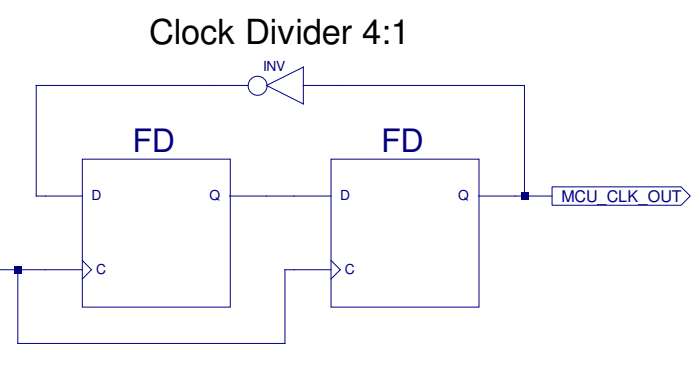 Clock Divider 4:1
INV
FD FD
D Q D Q MCU_CLK_OUT
C C